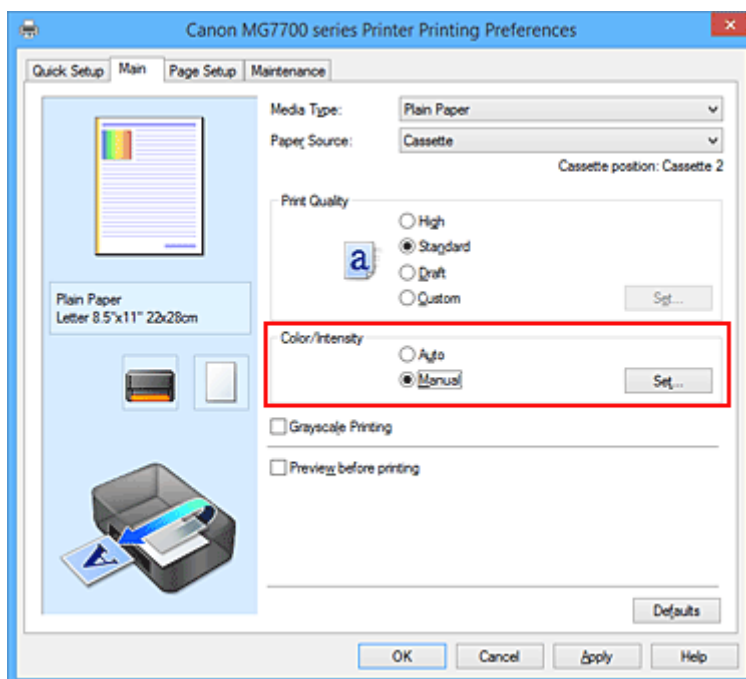 Canon MG7700 series Printer Printing Preferences
Quick Setup Main Page Setup Maintenance
Media Type: Plain Paper
Paper Source: Cassette
Cassette position: Cassette 2
Print Quality
High
Standard
Draft
Custom Set...
Plain Paper
Letter 8.5"x11" 22x28cm
Color/Intensity
Auto
Manual Set...
Grayscale Printing
Preview before printing
Defaults
OK Cancel Apply Help